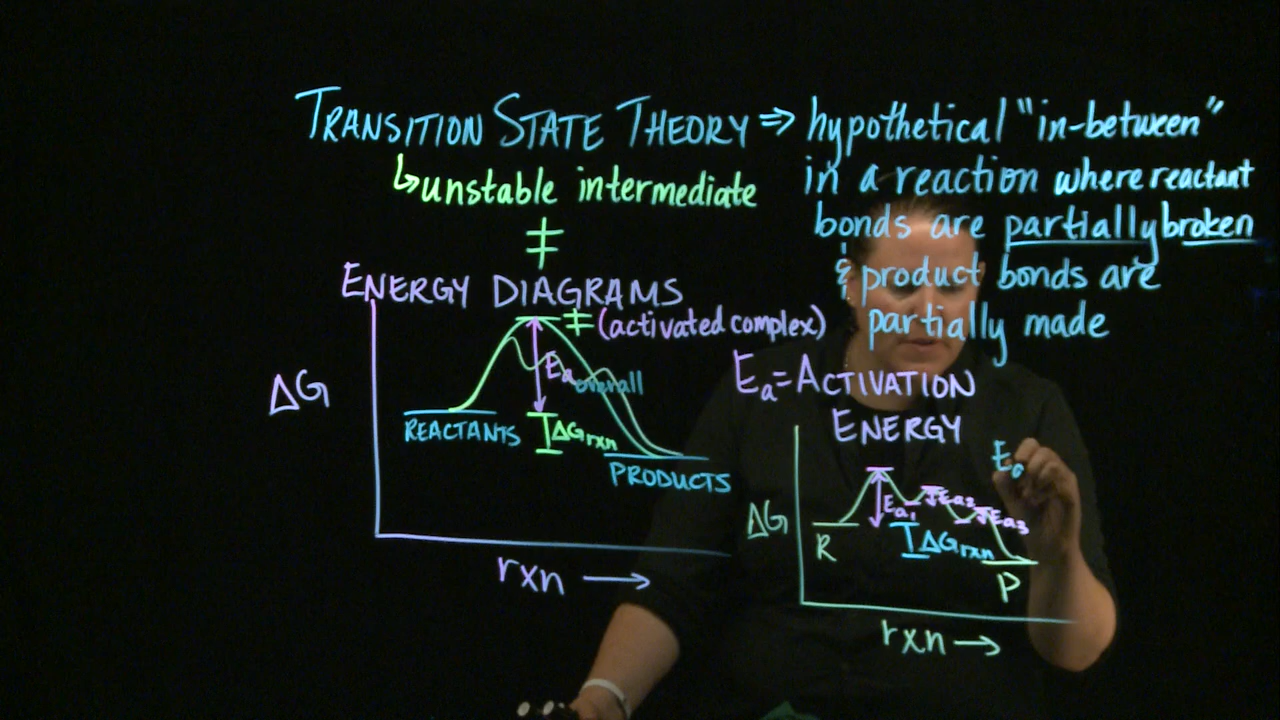 TRANSITION STATE THEORY ⇒ hypothetical "in-between"
in a reaction where reactant
bonds are partially broken
& product bonds are
partially made
↳ unstable intermediate
‡
ENERGY DIAGRAMS
‡ (activated complex)
ΔG
Ea overall
REACTANTS
ΔGrxn
PRODUCTS
rxn →
Ea = ACTIVATION
ENERGY
Ea
ΔG
Ea1
Ea2
Ea3
R
ΔGrxn
P
rxn →